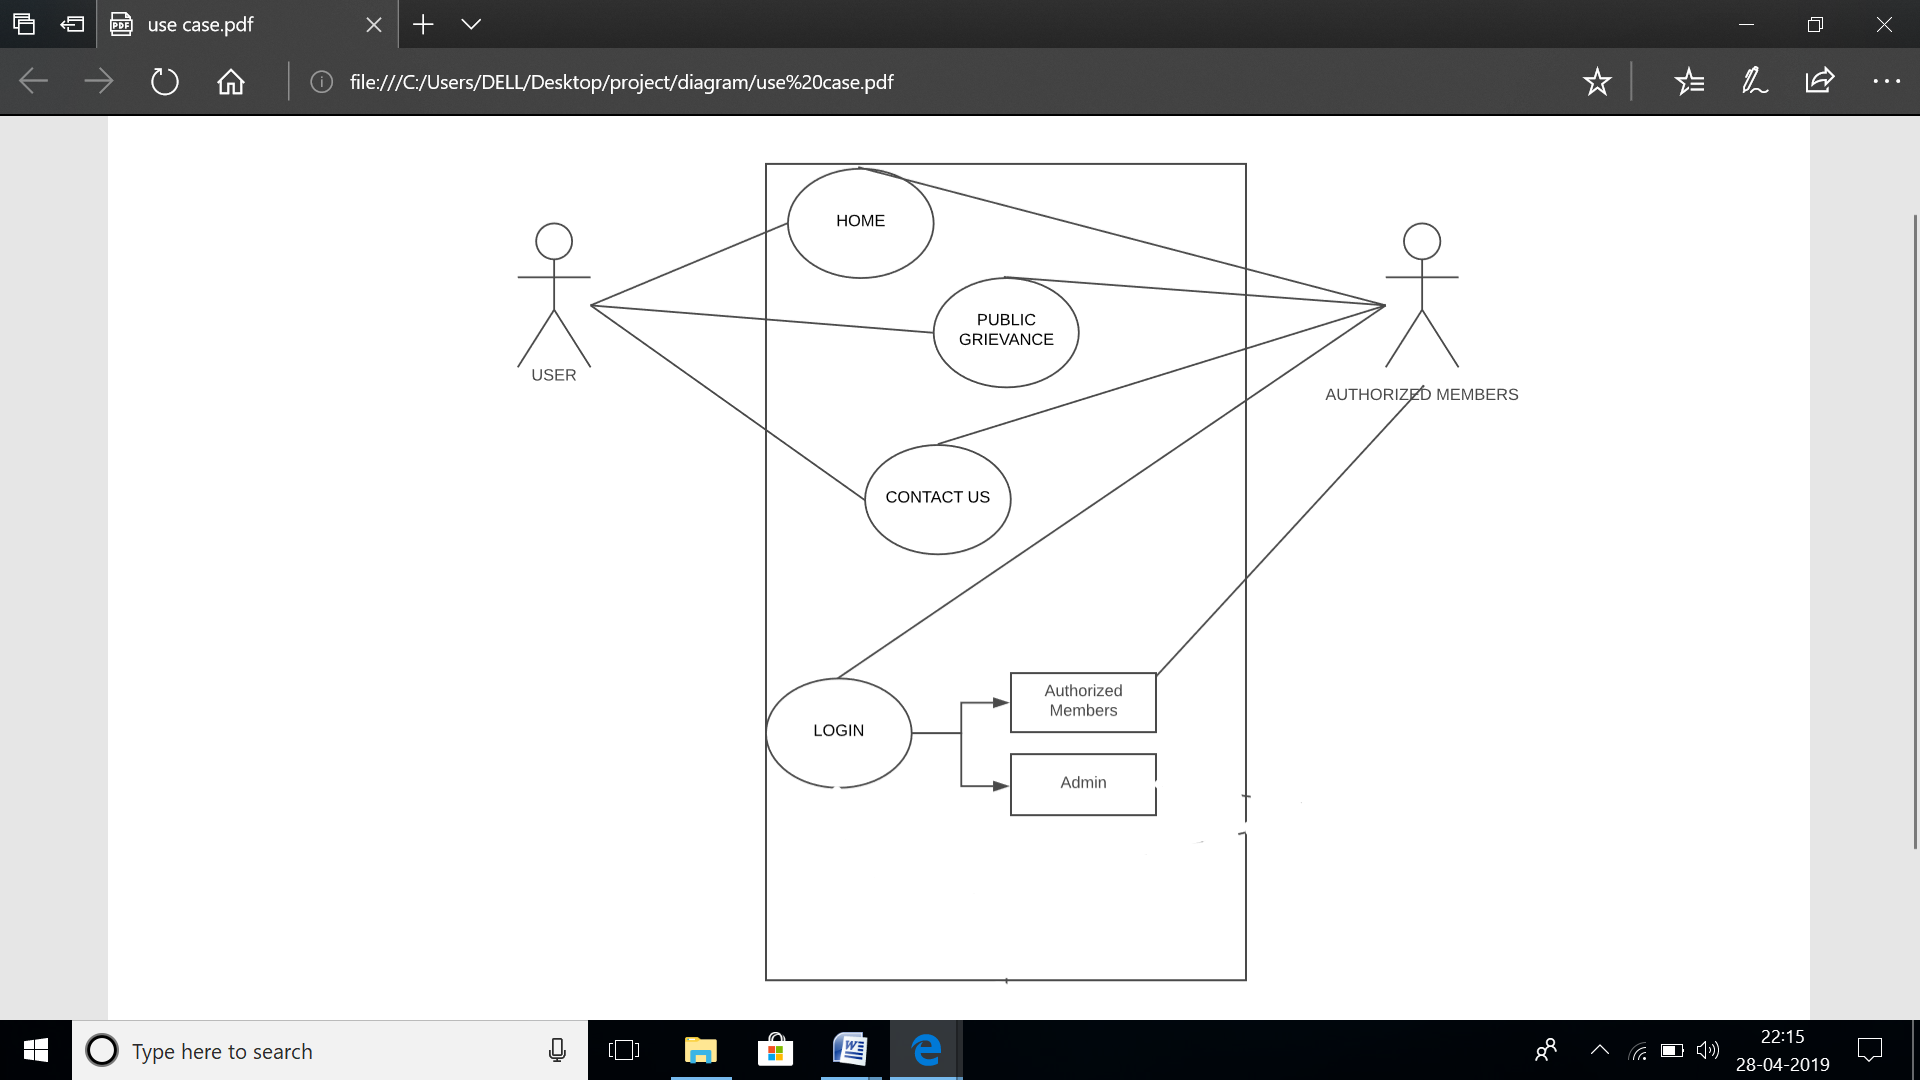 use case.pdf
file:///C:/Users/DELL/Desktop/project/diagram/use%20case.pdf
HOME
PUBLIC
GRIEVANCE
USER
AUTHORIZED MEMBERS
CONTACT US
Authorized
Members
LOGIN
Admin
Type here to search
22:15
28-04-2019